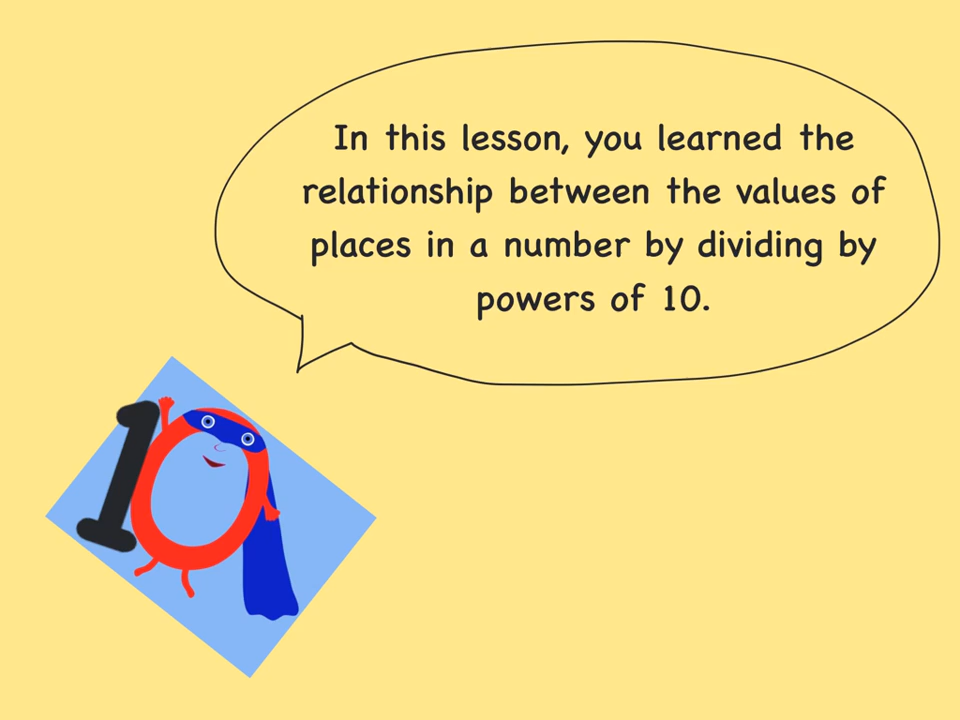 In this lesson, you learned the
relationship between the values of
places in a number by dividing by
powers of 10.
10